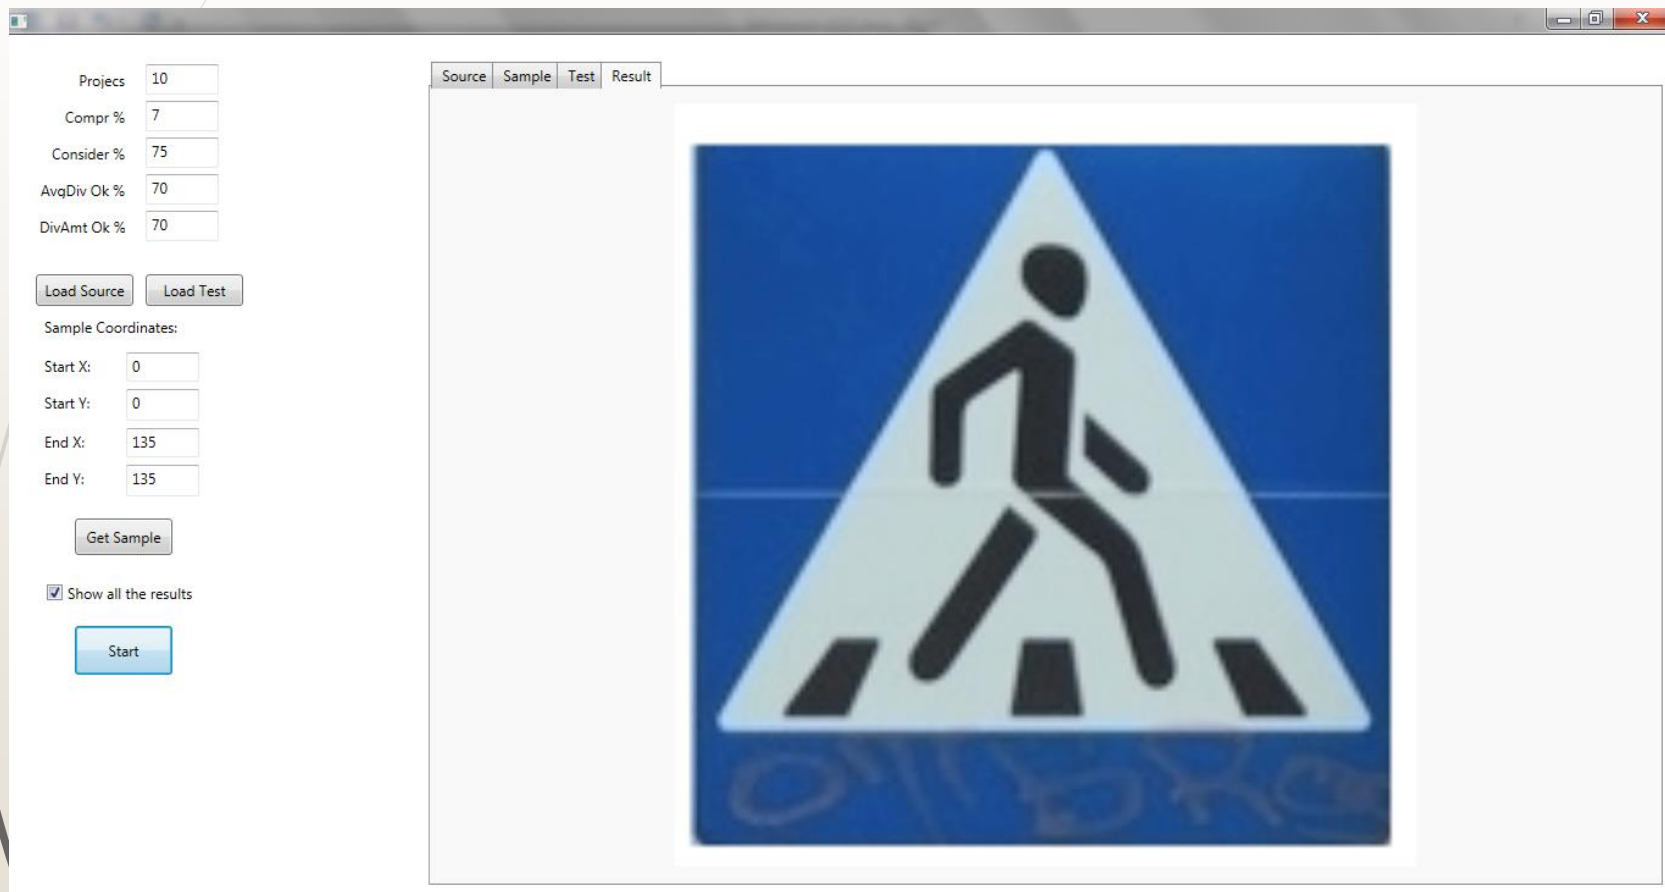 Projecs 10
Compr % 7
Consider % 75
AvgDiv Ok % 70
DivAmt Ok % 70
Load Source Load Test
Sample Coordinates:
Start X: 0
Start Y: 0
End X: 135
End Y: 135
Get Sample
Show all the results
Start
Source Sample Test Result